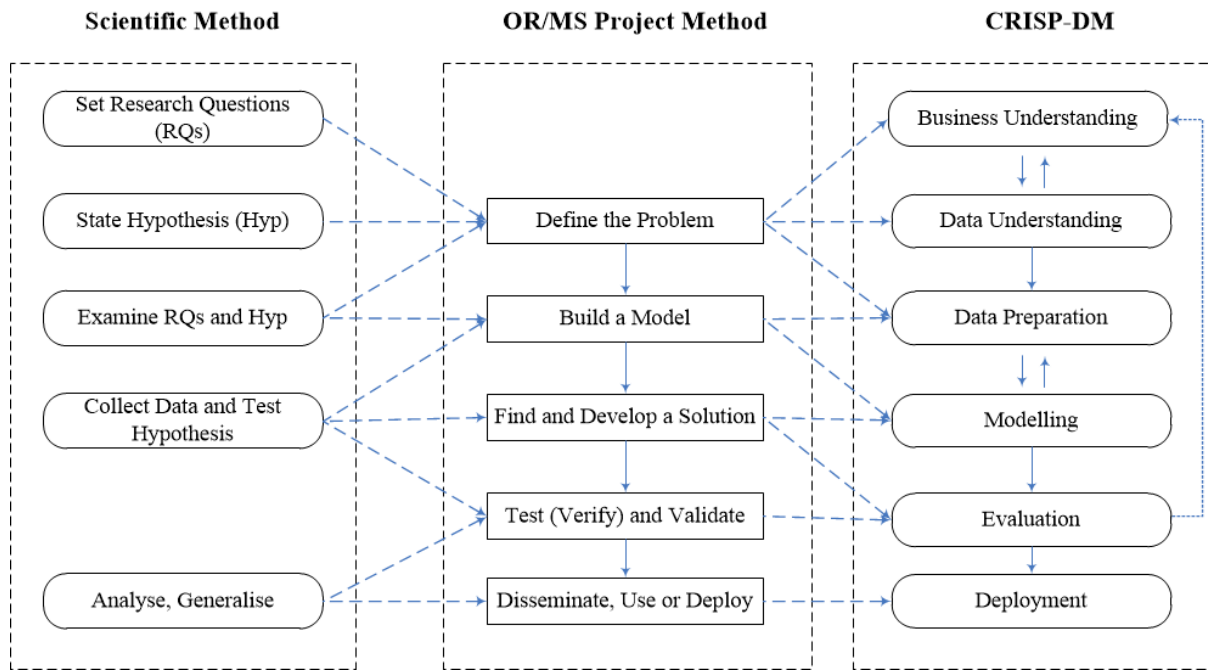 Scientific Method
OR/MS Project Method
CRISP-DM
Set Research Questions
(RQs)
State Hypothesis (Hyp)
Examine RQs and Hyp
Collect Data and Test
Hypothesis
Analyse, Generalise
Define the Problem
Build a Model
Find and Develop a Solution
Test (Verify) and Validate
Disseminate, Use or Deploy
Business Understanding
Data Understanding
Data Preparation
Modelling
Evaluation
Deployment